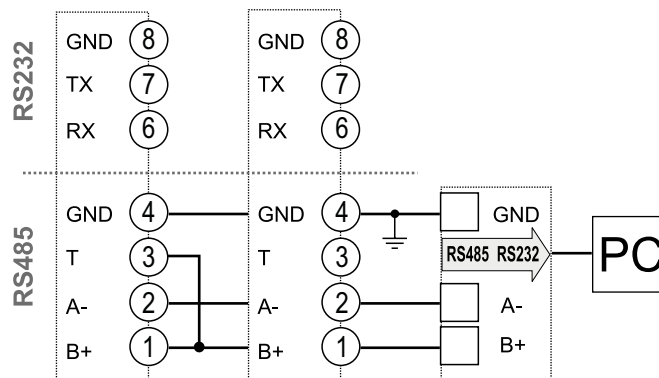 RS232
GND 8 GND 8
TX 7 TX 7
RX 6 RX 6
RS485
GND 4 GND 4 GND
T 3 T 3 RS485 RS232 PC
A- 2 A- 2 A-
B+ 1 B+ 1 B+